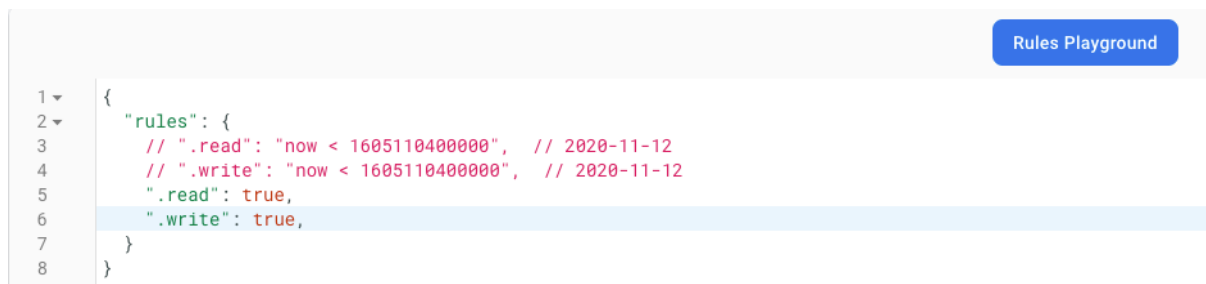 Rules Playground
1 {
2 "rules": {
3 // ".read": "now < 1605110400000", // 2020-11-12
4 // ".write": "now < 1605110400000", // 2020-11-12
5 ".read": true,
6 ".write": true,
7 }
8 }